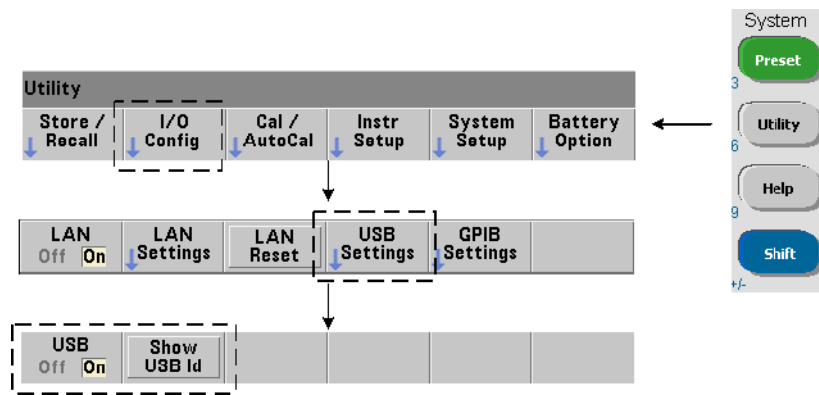 System
Preset
3
Utility
6
Help
9
Shift
+/-
Utility
Store / Recall
I/O Config
Cal / AutoCal
Instr Setup
System Setup
Battery Option
LAN Off On
LAN Settings
LAN Reset
USB Settings
GPIB Settings
USB Off On
Show USB Id